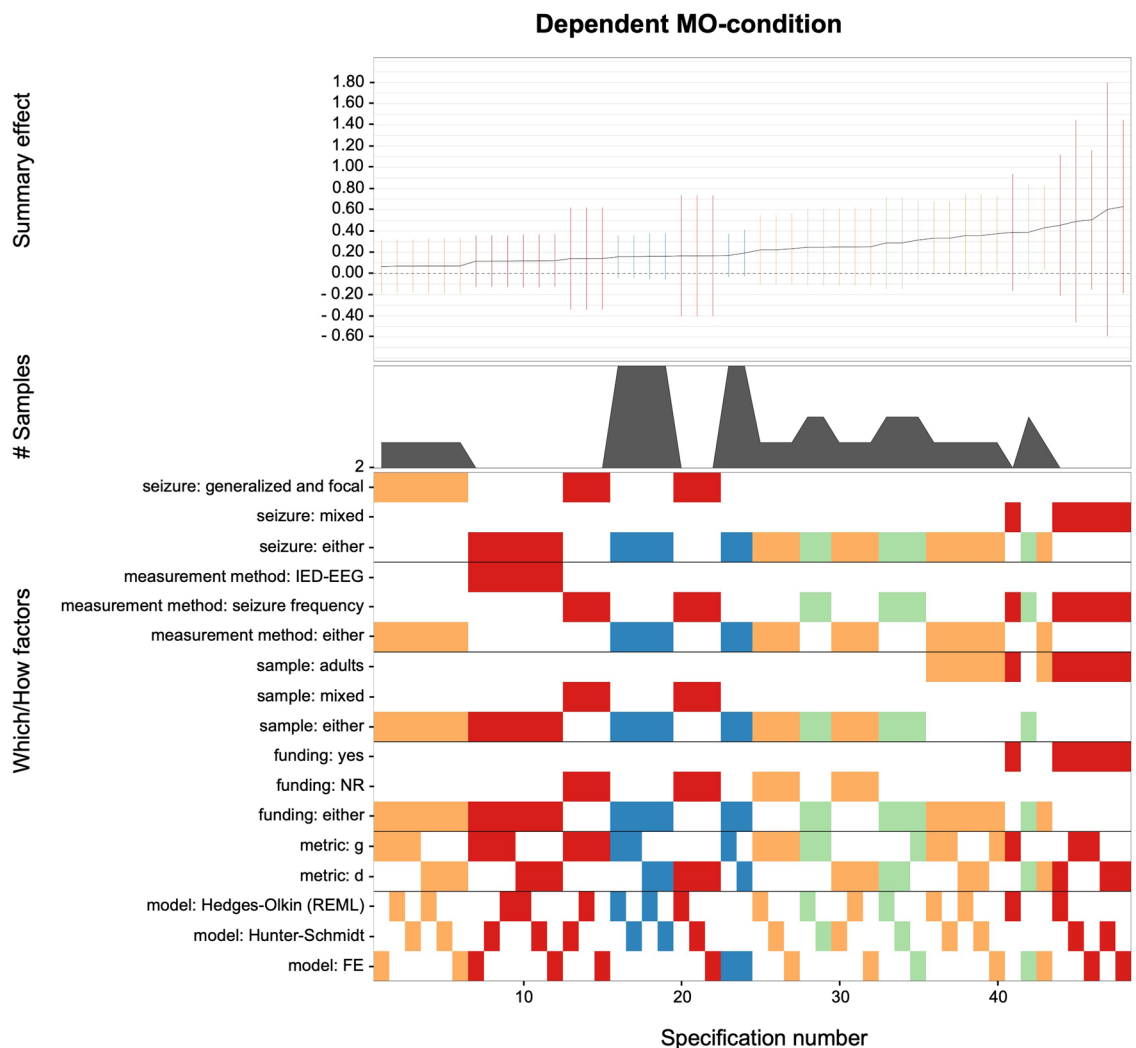 Dependent MO-condition
Summary effect
1.80
1.60
1.40
1.20
1.00
0.80
0.60
0.40
0.20
0.00
- 0.20
- 0.40
- 0.60
# Samples
2
Which/How factors
seizure: generalized and focal
seizure: mixed
seizure: either
measurement method: IED-EEG
measurement method: seizure frequency
measurement method: either
sample: adults
sample: mixed
sample: either
funding: yes
funding: NR
funding: either
metric: g
metric: d
model: Hedges-Olkin (REML)
model: Hunter-Schmidt
model: FE
10 20 30 40
Specification number